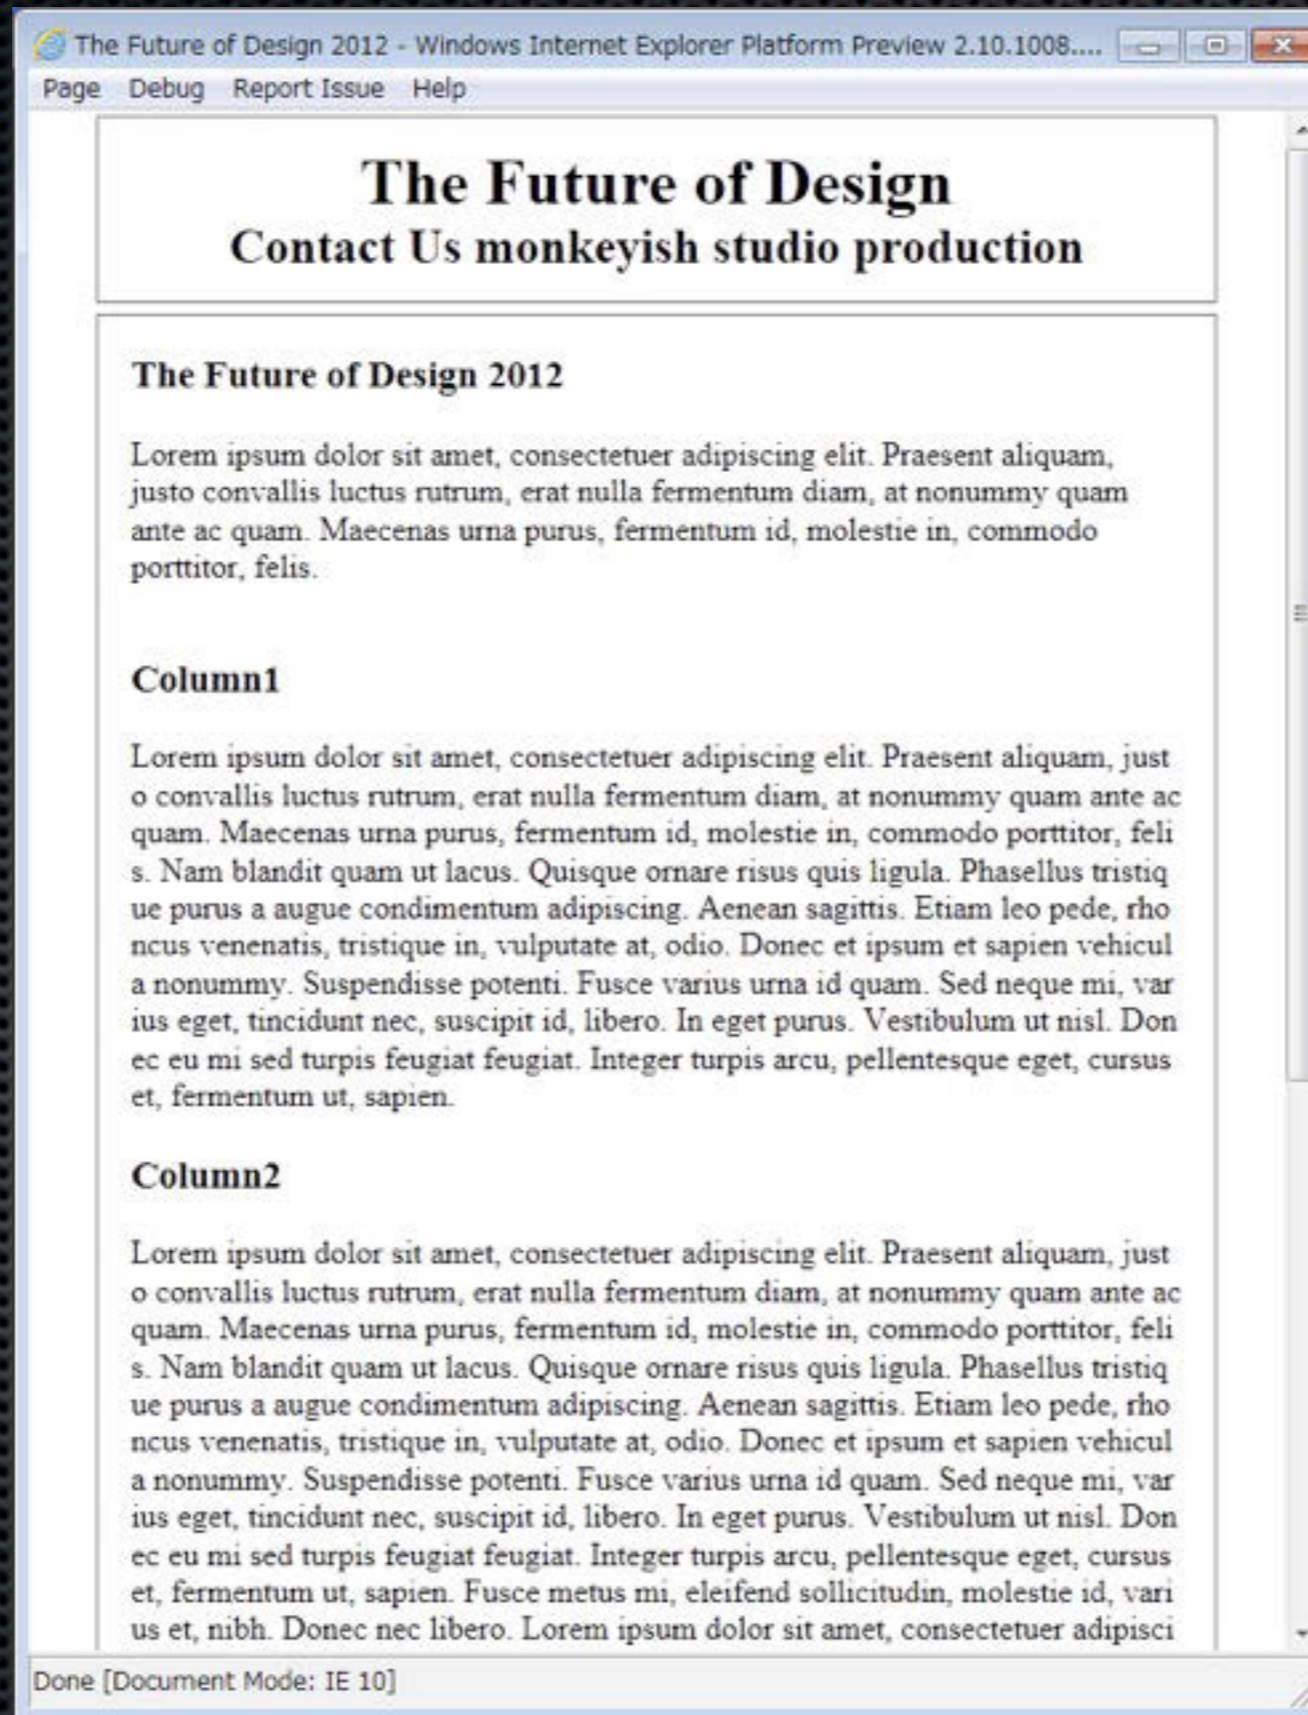 The Future of Design 2012 - Windows Internet Explorer Platform Preview 2.10.1008....
Page Debug Report Issue Help
The Future of Design
Contact Us monkeyish studio production
The Future of Design 2012
Lorem ipsum dolor sit amet, consectetuer adipiscing elit. Praesent aliquam,
justo convallis luctus rutrum, erat nulla fermentum diam, at nonummy quam
ante ac quam. Maecenas urna purus, fermentum id, molestie in, commodo
porttitor, felis.
Column1
Lorem ipsum dolor sit amet, consectetuer adipiscing elit. Praesent aliquam, just
o convallis luctus rutrum, erat nulla fermentum diam, at nonummy quam ante ac
quam. Maecenas urna purus, fermentum id, molestie in, commodo porttitor, feli
s. Nam blandit quam ut lacus. Quisque ornare risus quis ligula. Phasellus tristiq
ue purus a augue condimentum adipiscing. Aenean sagittis. Etiam leo pede, rho
ncus venenatis, tristique in, vulputate at, odio. Donec et ipsum et sapien vehicul
a nonummy. Suspendisse potenti. Fusce varius urna id quam. Sed neque mi, var
ius eget, tincidunt nec, suscipit id, libero. In eget purus. Vestibulum ut nisl. Don
ec eu mi sed turpis feugiat feugiat. Integer turpis arcu, pellentesque eget, cursus
et, fermentum ut, sapien.
Column2
Lorem ipsum dolor sit amet, consectetuer adipiscing elit. Praesent aliquam, just
o convallis luctus rutrum, erat nulla fermentum diam, at nonummy quam ante ac
quam. Maecenas urna purus, fermentum id, molestie in, commodo porttitor, feli
s. Nam blandit quam ut lacus. Quisque ornare risus quis ligula. Phasellus tristiq
ue purus a augue condimentum adipiscing. Aenean sagittis. Etiam leo pede, rho
ncus venenatis, tristique in, vulputate at, odio. Donec et ipsum et sapien vehicul
a nonummy. Suspendisse potenti. Fusce varius urna id quam. Sed neque mi, var
ius eget, tincidunt nec, suscipit id, libero. In eget purus. Vestibulum ut nisl. Don
ec eu mi sed turpis feugiat feugiat. Integer turpis arcu, pellentesque eget, cursus
et, fermentum ut, sapien. Fusce metus mi, eleifend sollicitudin, molestie id, vari
us et, nibh. Donec nec libero. Lorem ipsum dolor sit amet, consectetuer adipisci
Done [Document Mode: IE 10]